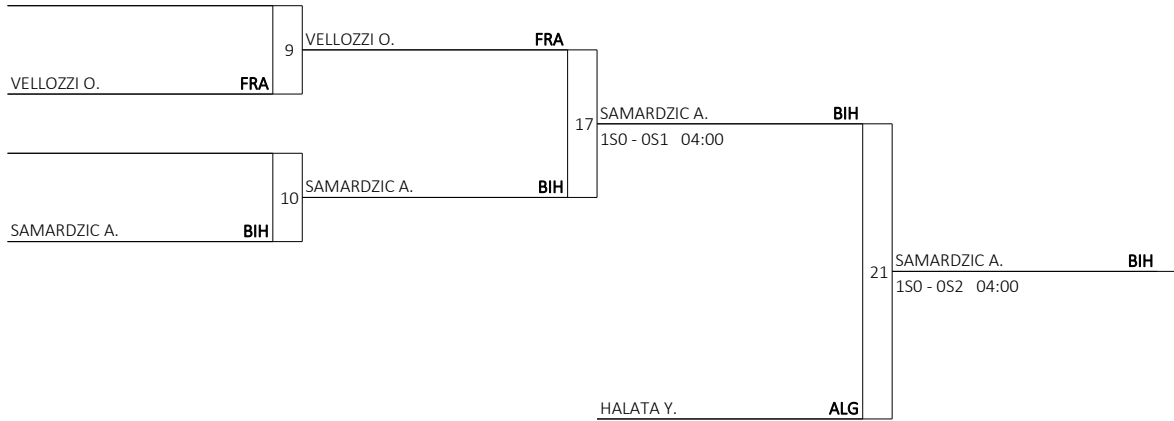 9 VELLOZZI O. FRA
VELLOZZI O. FRA
17 SAMARDZIC A. BIH
1S0 - 0S1 04:00
10 SAMARDZIC A. BIH
SAMARDZIC A. BIH
21 SAMARDZIC A. BIH
1S0 - 0S2 04:00
HALATA Y. ALG